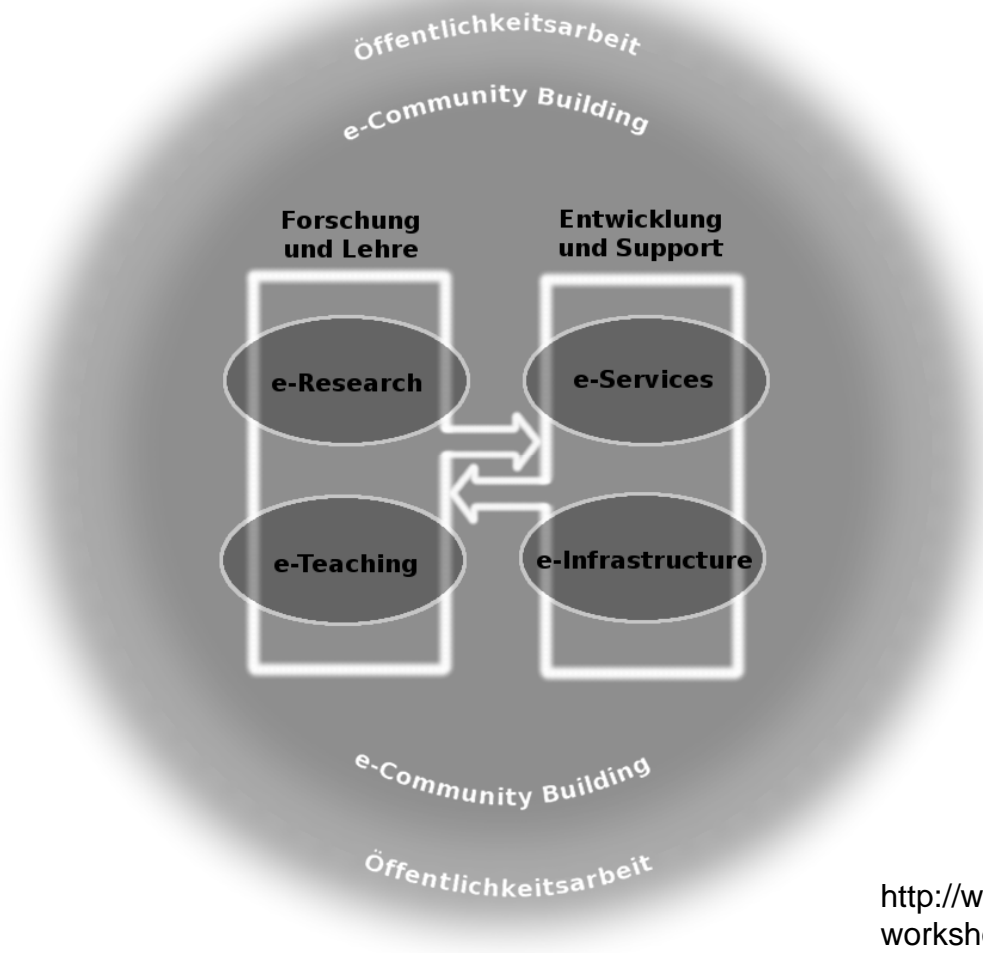 Öffentlichkeitsarbeit
e-Community Building
Forschung
und Lehre
Entwicklung
und Support
e-Research
e-Services
e-Teaching
e-Infrastructure
e-Community Building
Öffentlichkeitsarbeit